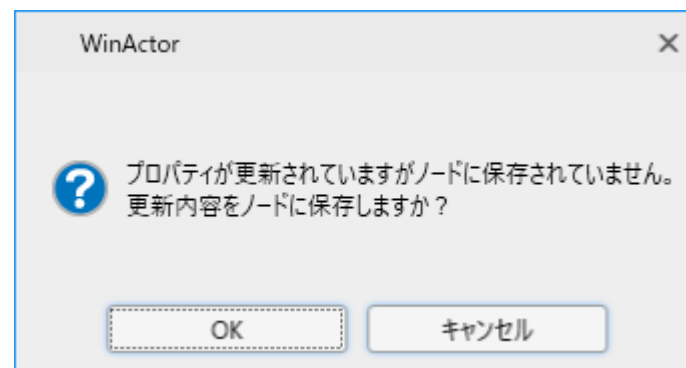 WinActor
プロパティが更新されていますがノードに保存されていません。
更新内容をノードに保存しますか？
OK
キャンセル